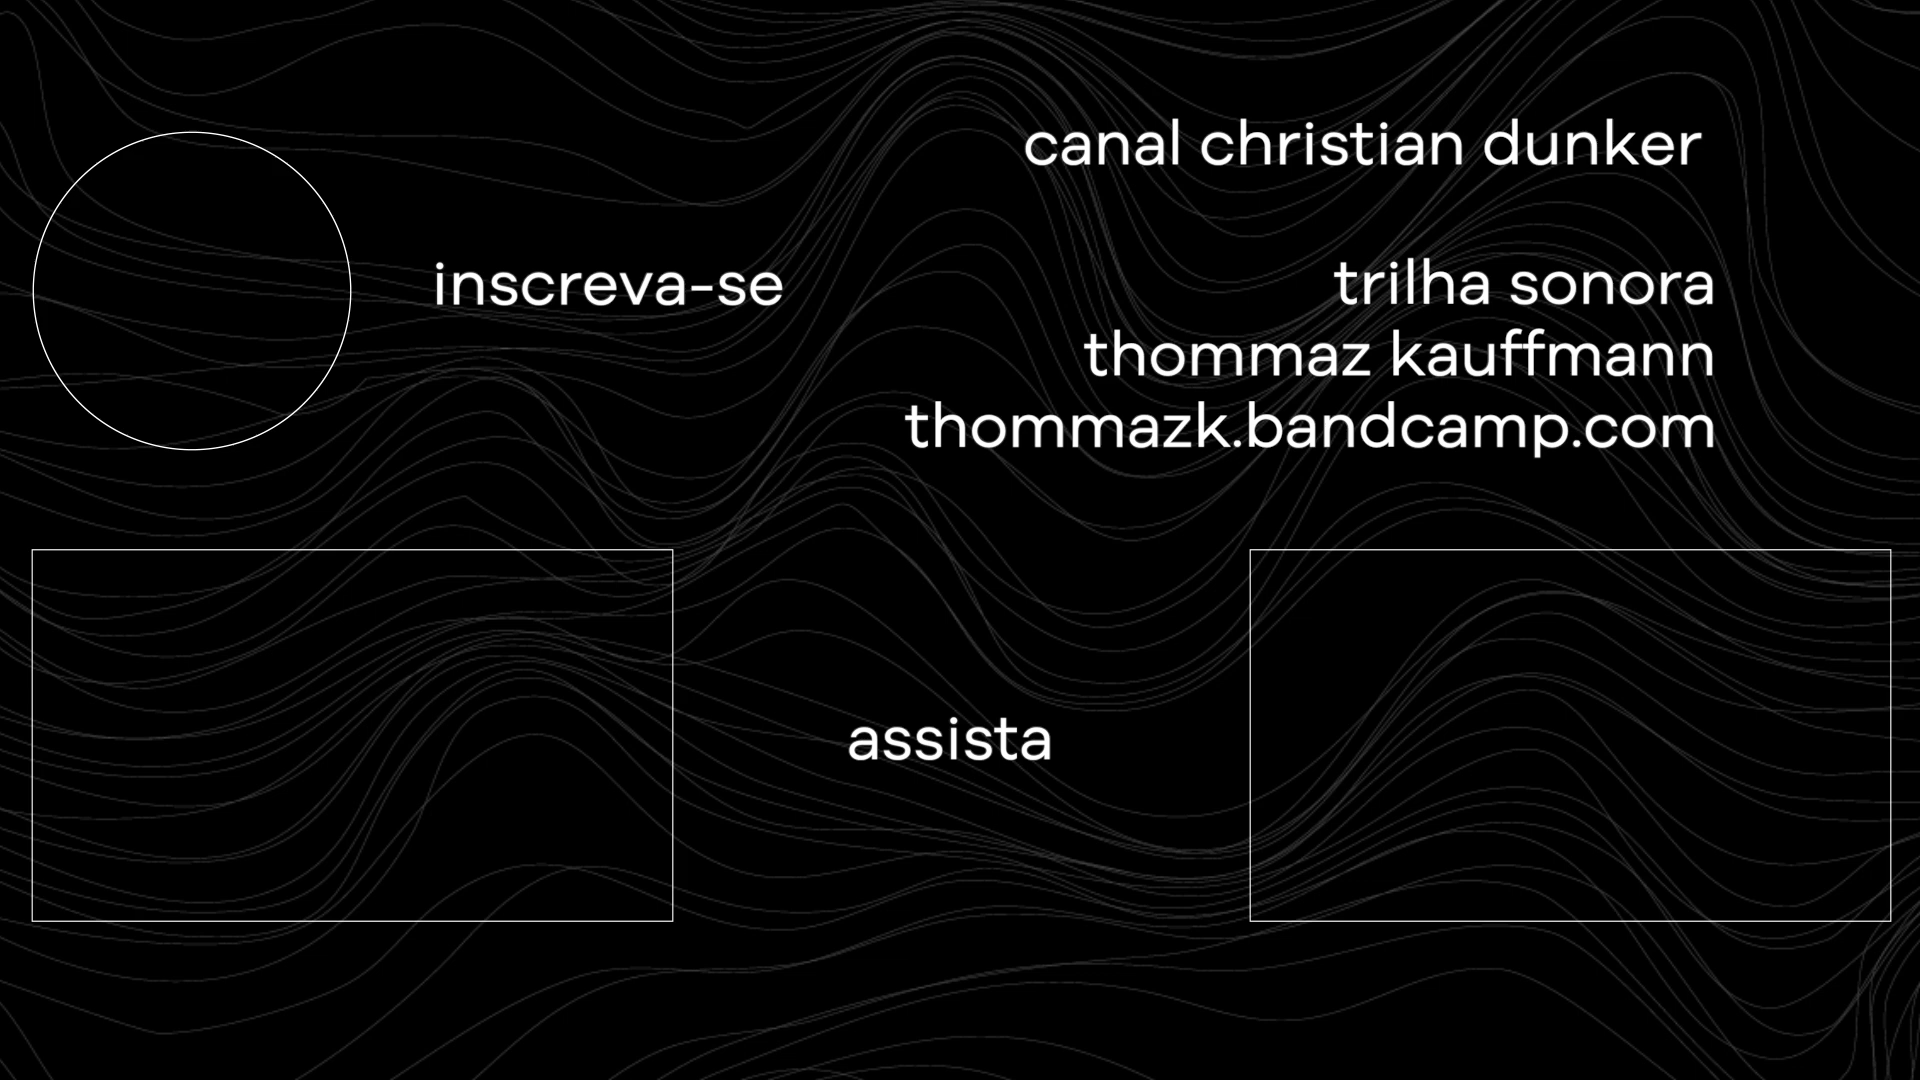 canal christian dunker
inscreva-se
trilha sonora
thommaz kauffmann
thommazk.bandcamp.com
assista